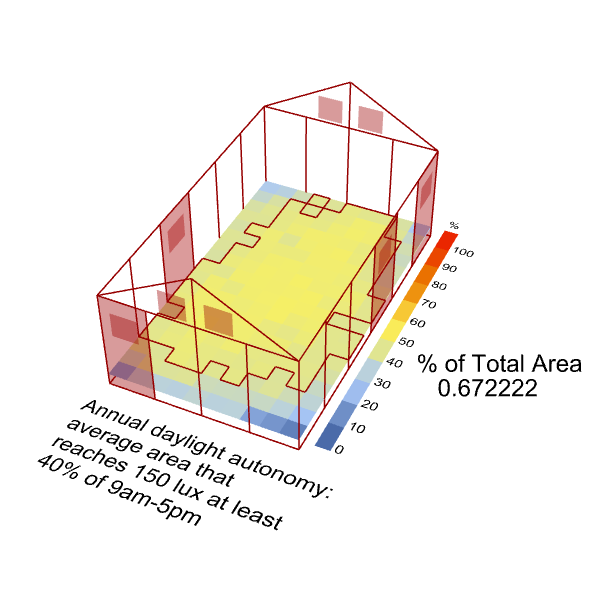 %
100
90
80
70
60
50
40
30
20
10
0
% of Total Area
0.672222
Annual daylight autonomy:
average area that
reaches 150 lux at least
40% of 9am-5pm